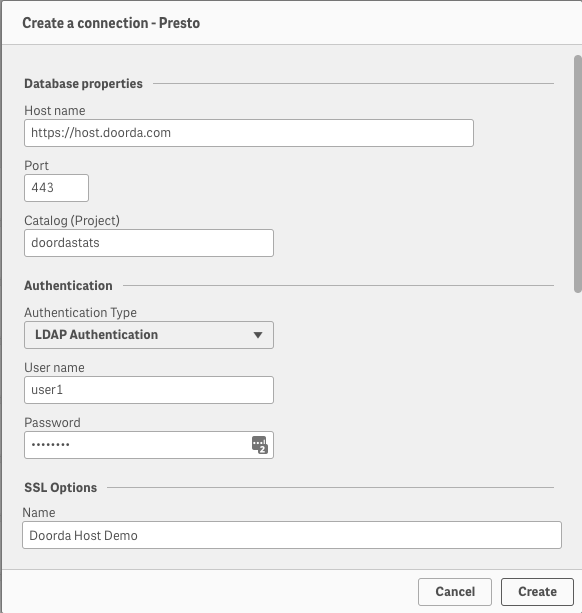 Create a connection - Presto
Database properties
Host name
https://host.doorda.com
Port
443
Catalog (Project)
doordastats
Authentication
Authentication Type
LDAP Authentication
User name
user1
Password
••••••••
2
SSL Options
Name
Doorda Host Demo
Cancel
Create